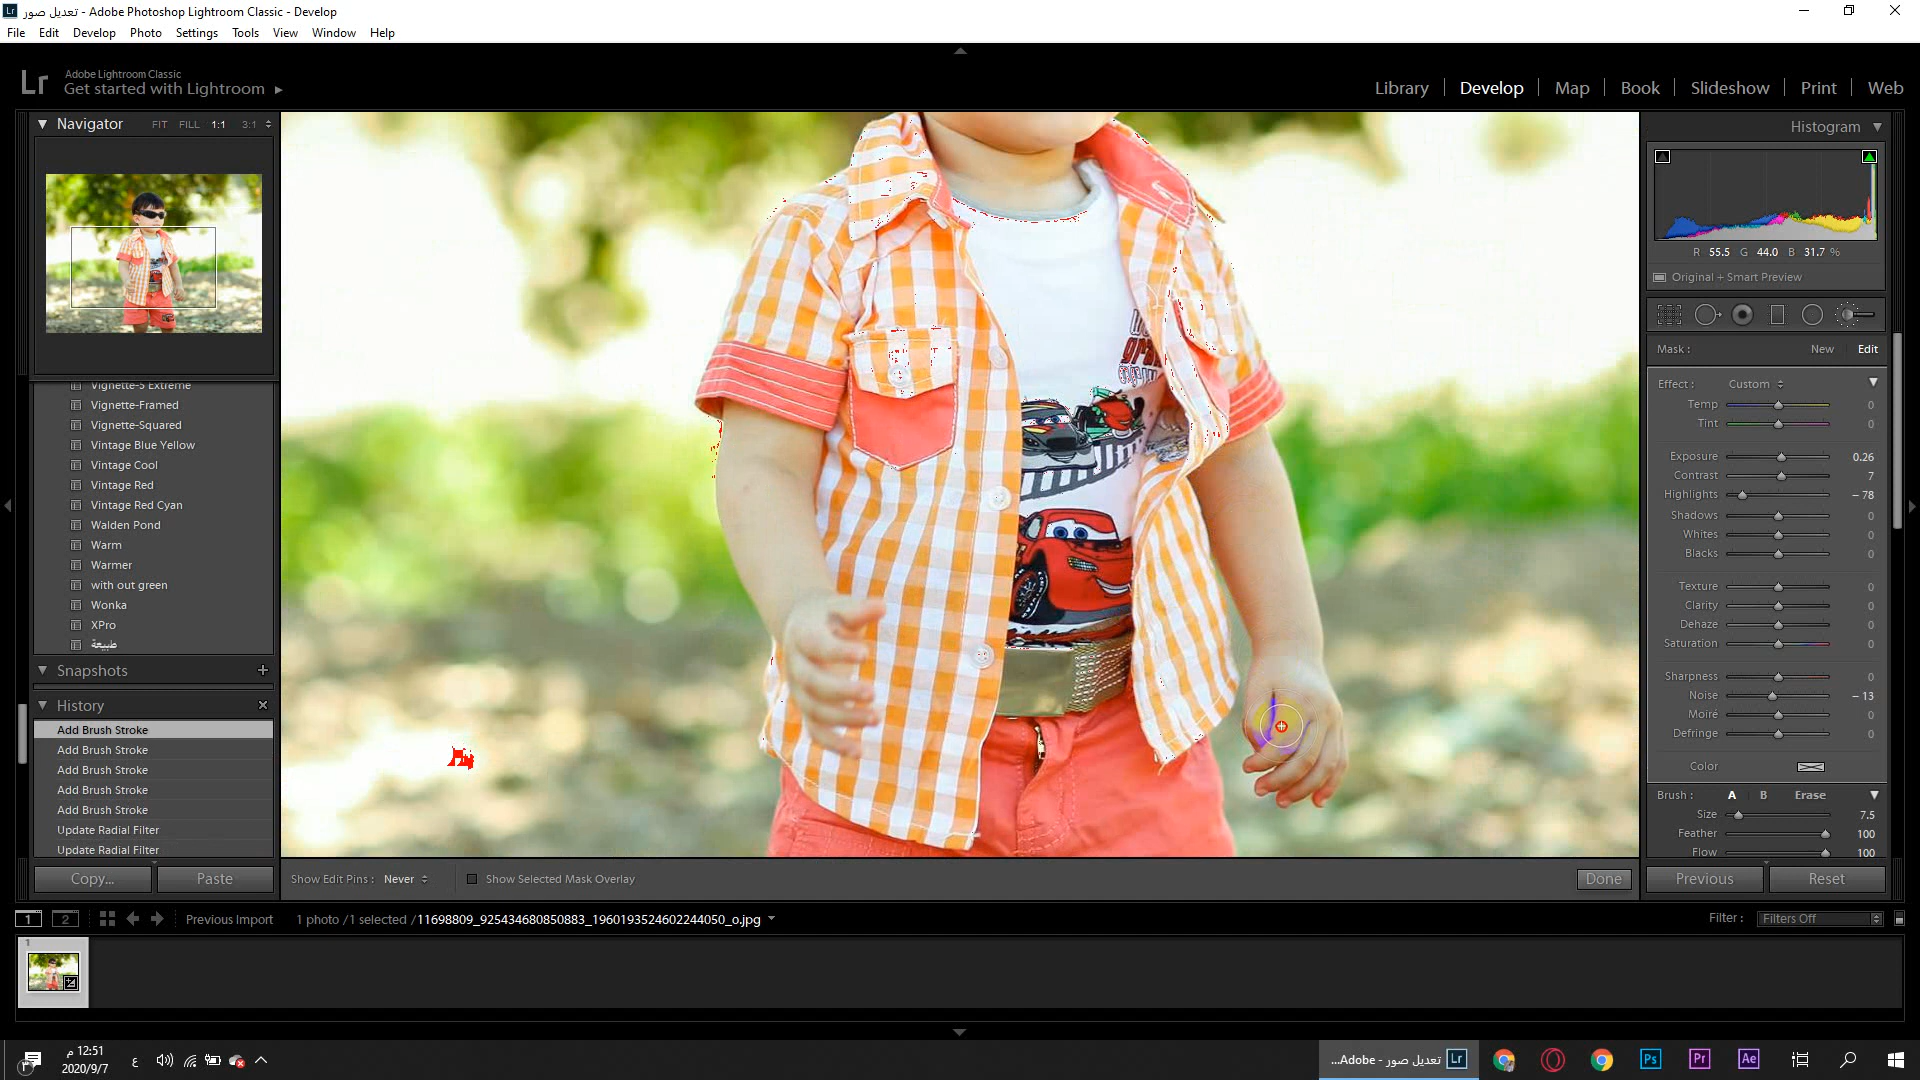 تعديل صور - Adobe Photoshop Lightroom Classic - Develop
File Edit Develop Photo Settings Tools View Window Help
Lr Adobe Lightroom Classic
Get started with Lightroom
Library Develop Map Book Slideshow Print Web
Navigator FIT FILL 1:1 3:1
Histogram
R 55.5 G 44.0 B 31.7 %
Original + Smart Preview
Mask : New Edit
Effect : Custom
Temp 0
Tint 0
Exposure 0.26
Contrast 7
Highlights – 78
Shadows 0
Whites 0
Blacks 0
Texture 0
Clarity 0
Dehaze 0
Saturation 0
Sharpness 0
Noise – 13
Moiré 0
Defringe 0
Color
Brush : A B Erase
Size 7.5
Feather 100
Flow 100
Previous Reset
Vignette-5 Extreme
Vignette-Framed
Vignette-Squared
Vintage Blue Yellow
Vintage Cool
Vintage Red
Vintage Red Cyan
Walden Pond
Warm
Warmer
with out green
Wonka
XPro
طبيعة
Snapshots
History
Add Brush Stroke
Add Brush Stroke
Add Brush Stroke
Add Brush Stroke
Add Brush Stroke
Update Radial Filter
Update Radial Filter
Copy... Paste
Show Edit Pins : Never Show Selected Mask Overlay Done
1 2 Previous Import 1 photo /1 selected /11698809_925434680850883_1960193524602244050_o.jpg Filter : Filters Off
1
12:51 م
2020/9/7
ع
تعديل صور - Adobe... Lr
Ps Pr Ae